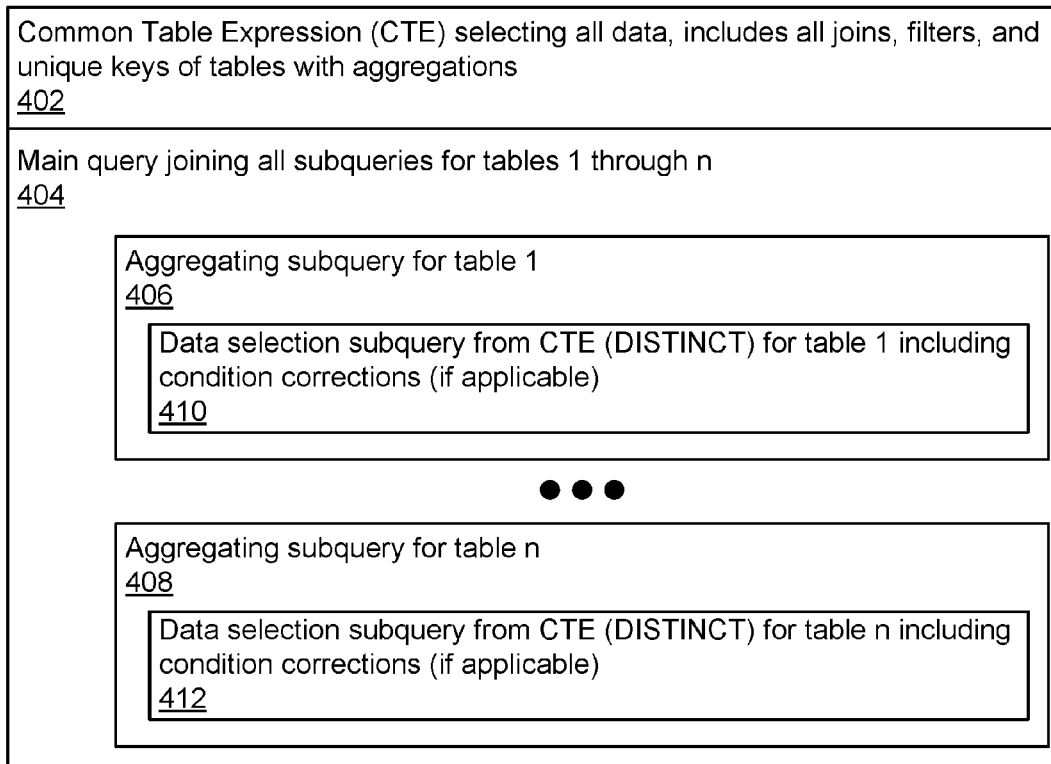 Common Table Expression (CTE) selecting all data, includes all joins, filters, and
unique keys of tables with aggregations
402
Main query joining all subqueries for tables 1 through n
404
Aggregating subquery for table 1
406
Data selection subquery from CTE (DISTINCT) for table 1 including
condition corrections (if applicable)
410
Aggregating subquery for table n
408
Data selection subquery from CTE (DISTINCT) for table n including
condition corrections (if applicable)
412